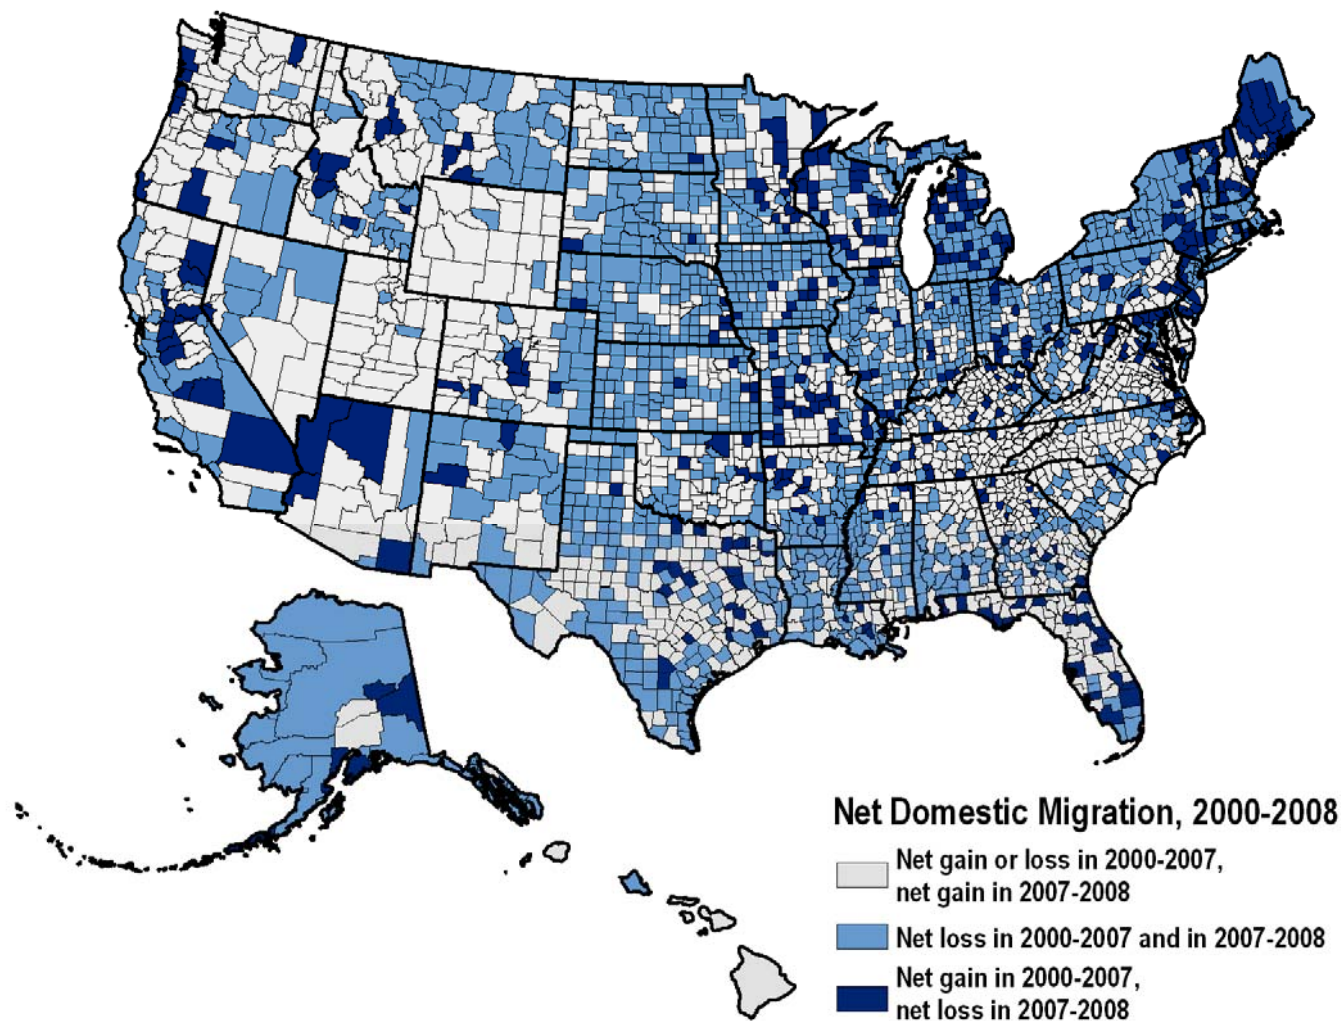 Net Domestic Migration, 2000-2008
Net gain or loss in 2000-2007,
net gain in 2007-2008
Net loss in 2000-2007 and in 2007-2008
Net gain in 2000-2007,
net loss in 2007-2008